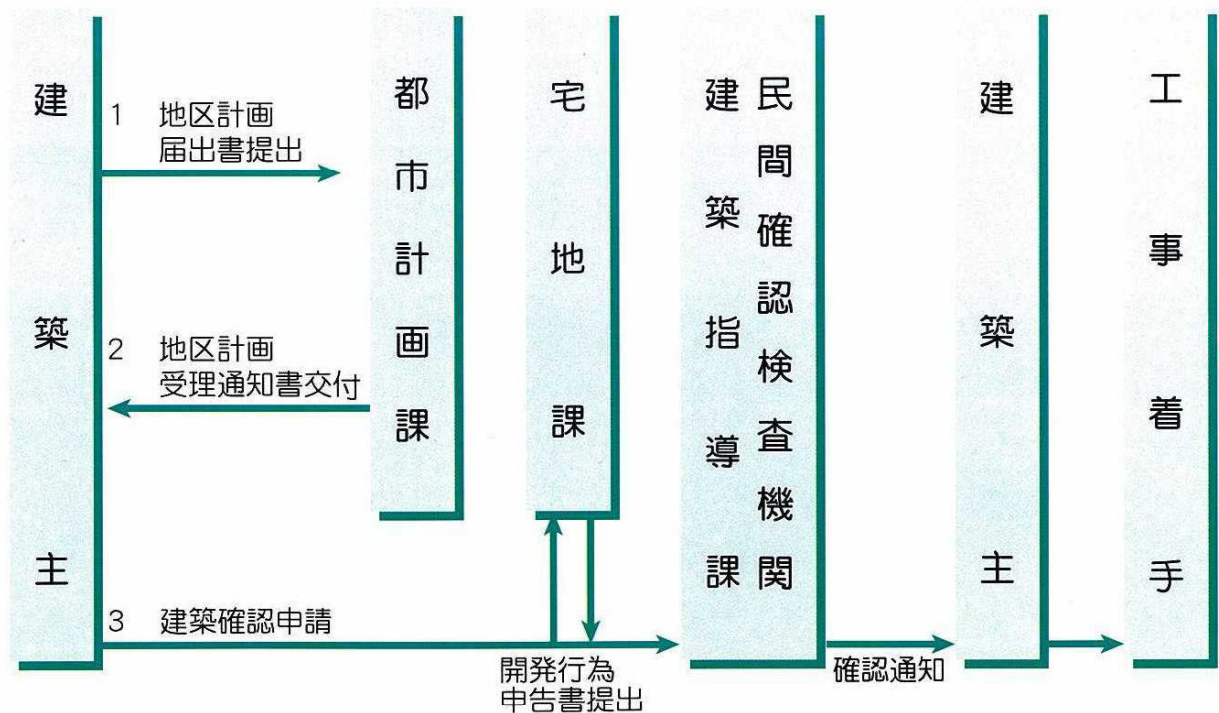 建築主
1 地区計画
届出書提出
2 地区計画
受理通知書交付
3 建築確認申請
都市計画課
宅地課
開発行為
申告書提出
民間確認検査機関
建築指導課
確認通知
建築主
工事着手